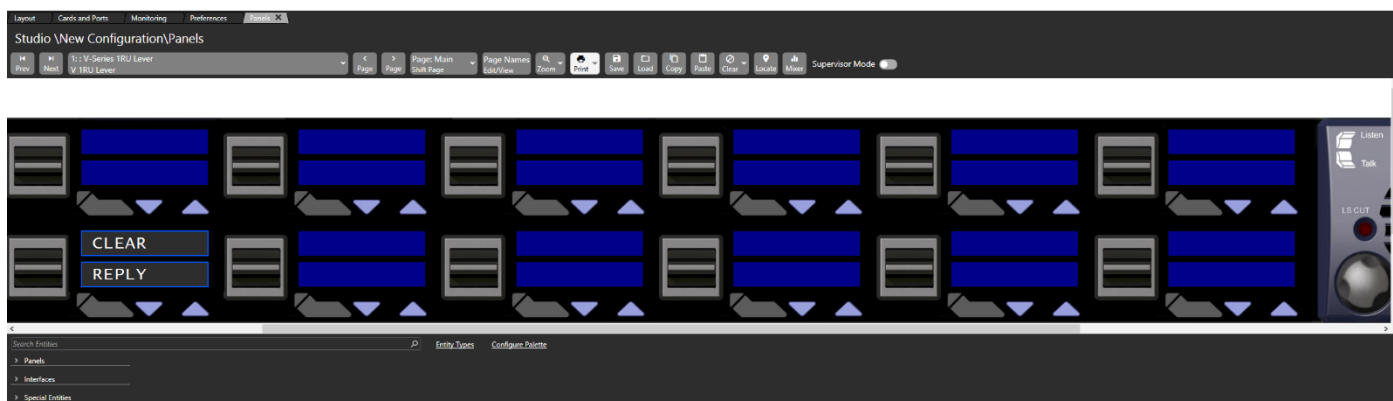 Layout Cards and Ports Monitoring Preferences Panels X
Studio \New Configuration\Panels
Prev Next 1: : V-Series 1RU Lever
V 1RU Lever
Page Page Page: Main
Shift Page
Page Names
Edit/View
Zoom Print Save Load Copy Paste Clear Locate Mixer Supervisor Mode
Listen
Talk
LS CUT
CLEAR
REPLY
Search Entities Entity Types Configure Palette
> Panels
> Interfaces
> Special Entities